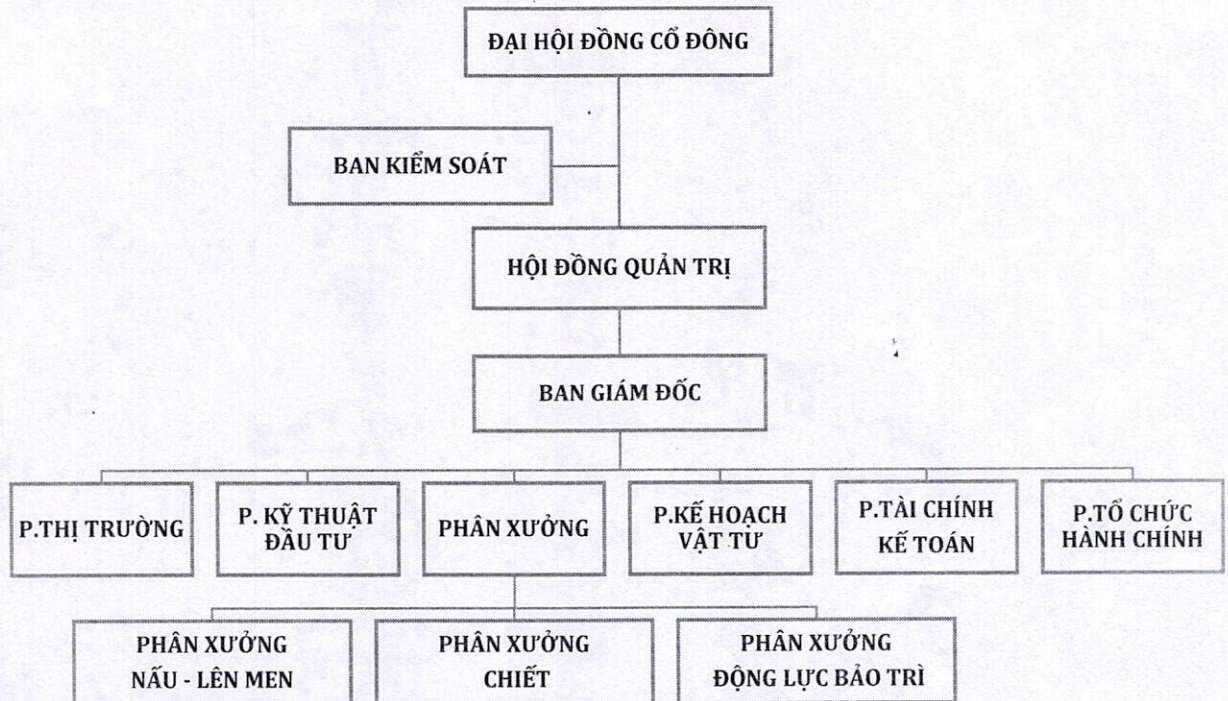 ĐẠI HỘI ĐỒNG CỔ ĐÔNG
BAN KIỂM SOÁT
HỘI ĐỒNG QUẢN TRỊ
BAN GIÁM ĐỐC
P.THỊ TRƯỜNG
P. KỸ THUẬT
ĐẦU TƯ
PHÂN XƯỞNG
P.KẾ HOẠCH
VẬT TƯ
P.TÀI CHÍNH
KẾ TOÁN
P.TỔ CHỨC
HÀNH CHÍNH
PHÂN XƯỞNG
NẤU - LÊN MEN
PHÂN XƯỞNG
CHIẾT
PHÂN XƯỞNG
ĐỘNG LỰC BẢO TRÌ